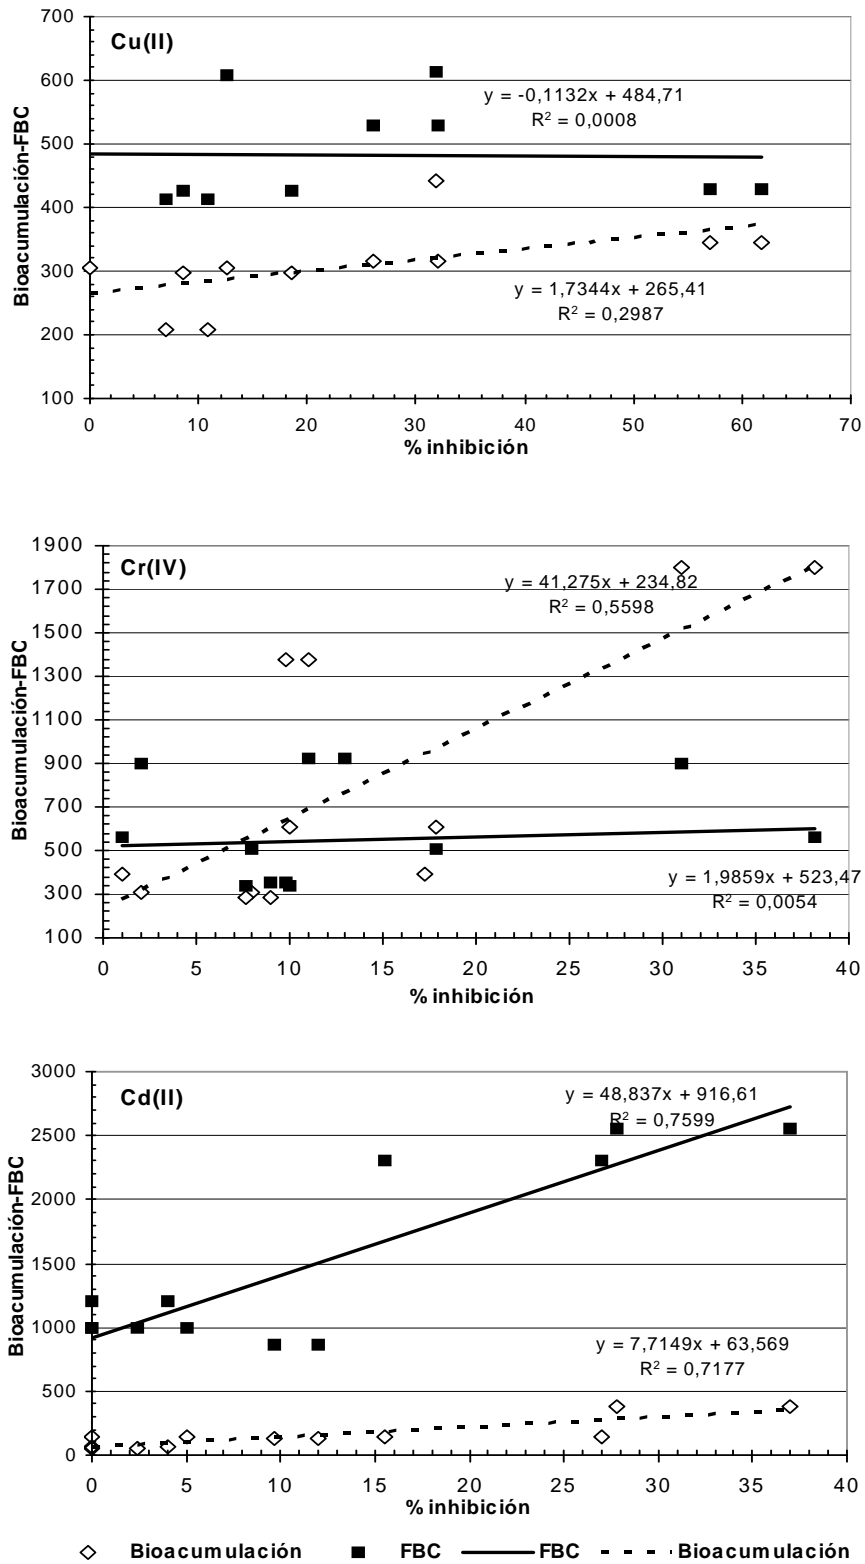 700
Cu(II)
600
y = -0,1132x + 484,71
R² = 0,0008
500
400
300
y = 1,7344x + 265,41
R² = 0,2987
200
100
0 10 20 30 40 50 60 70
% inhibición
Bioacumulación-FBC
1900
Cr(IV)
1700
y = 41,275x + 234,82
R² = 0,5598
1500
1300
1100
900
700
500
300
y = 1,9859x + 523,47
R² = 0,0054
100
0 5 10 15 20 25 30 35 40
% inhibición
Bioacumulación-FBC
3000
Cd(II)
y = 48,837x + 916,61
R² = 0,7599
2500
2000
1500
1000
y = 7,7149x + 63,569
R² = 0,7177
500
0
0 5 10 15 20 25 30 35 40
% inhibición
Bioacumulación-FBC
Bioacumulación FBC FBC Bioacumulación